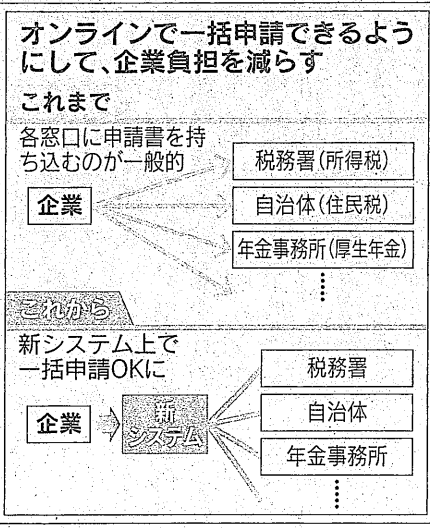 オンラインで一括申請できるよう
にして、企業負担を減らす
これまで
各窓口に申請書を持
ち込むのが一般的
企業
税務署(所得税)
自治体(住民税)
年金事務所(厚生年金)
これから
新システム上で
一括申請OKに
企業
新
システム
税務署
自治体
年金事務所